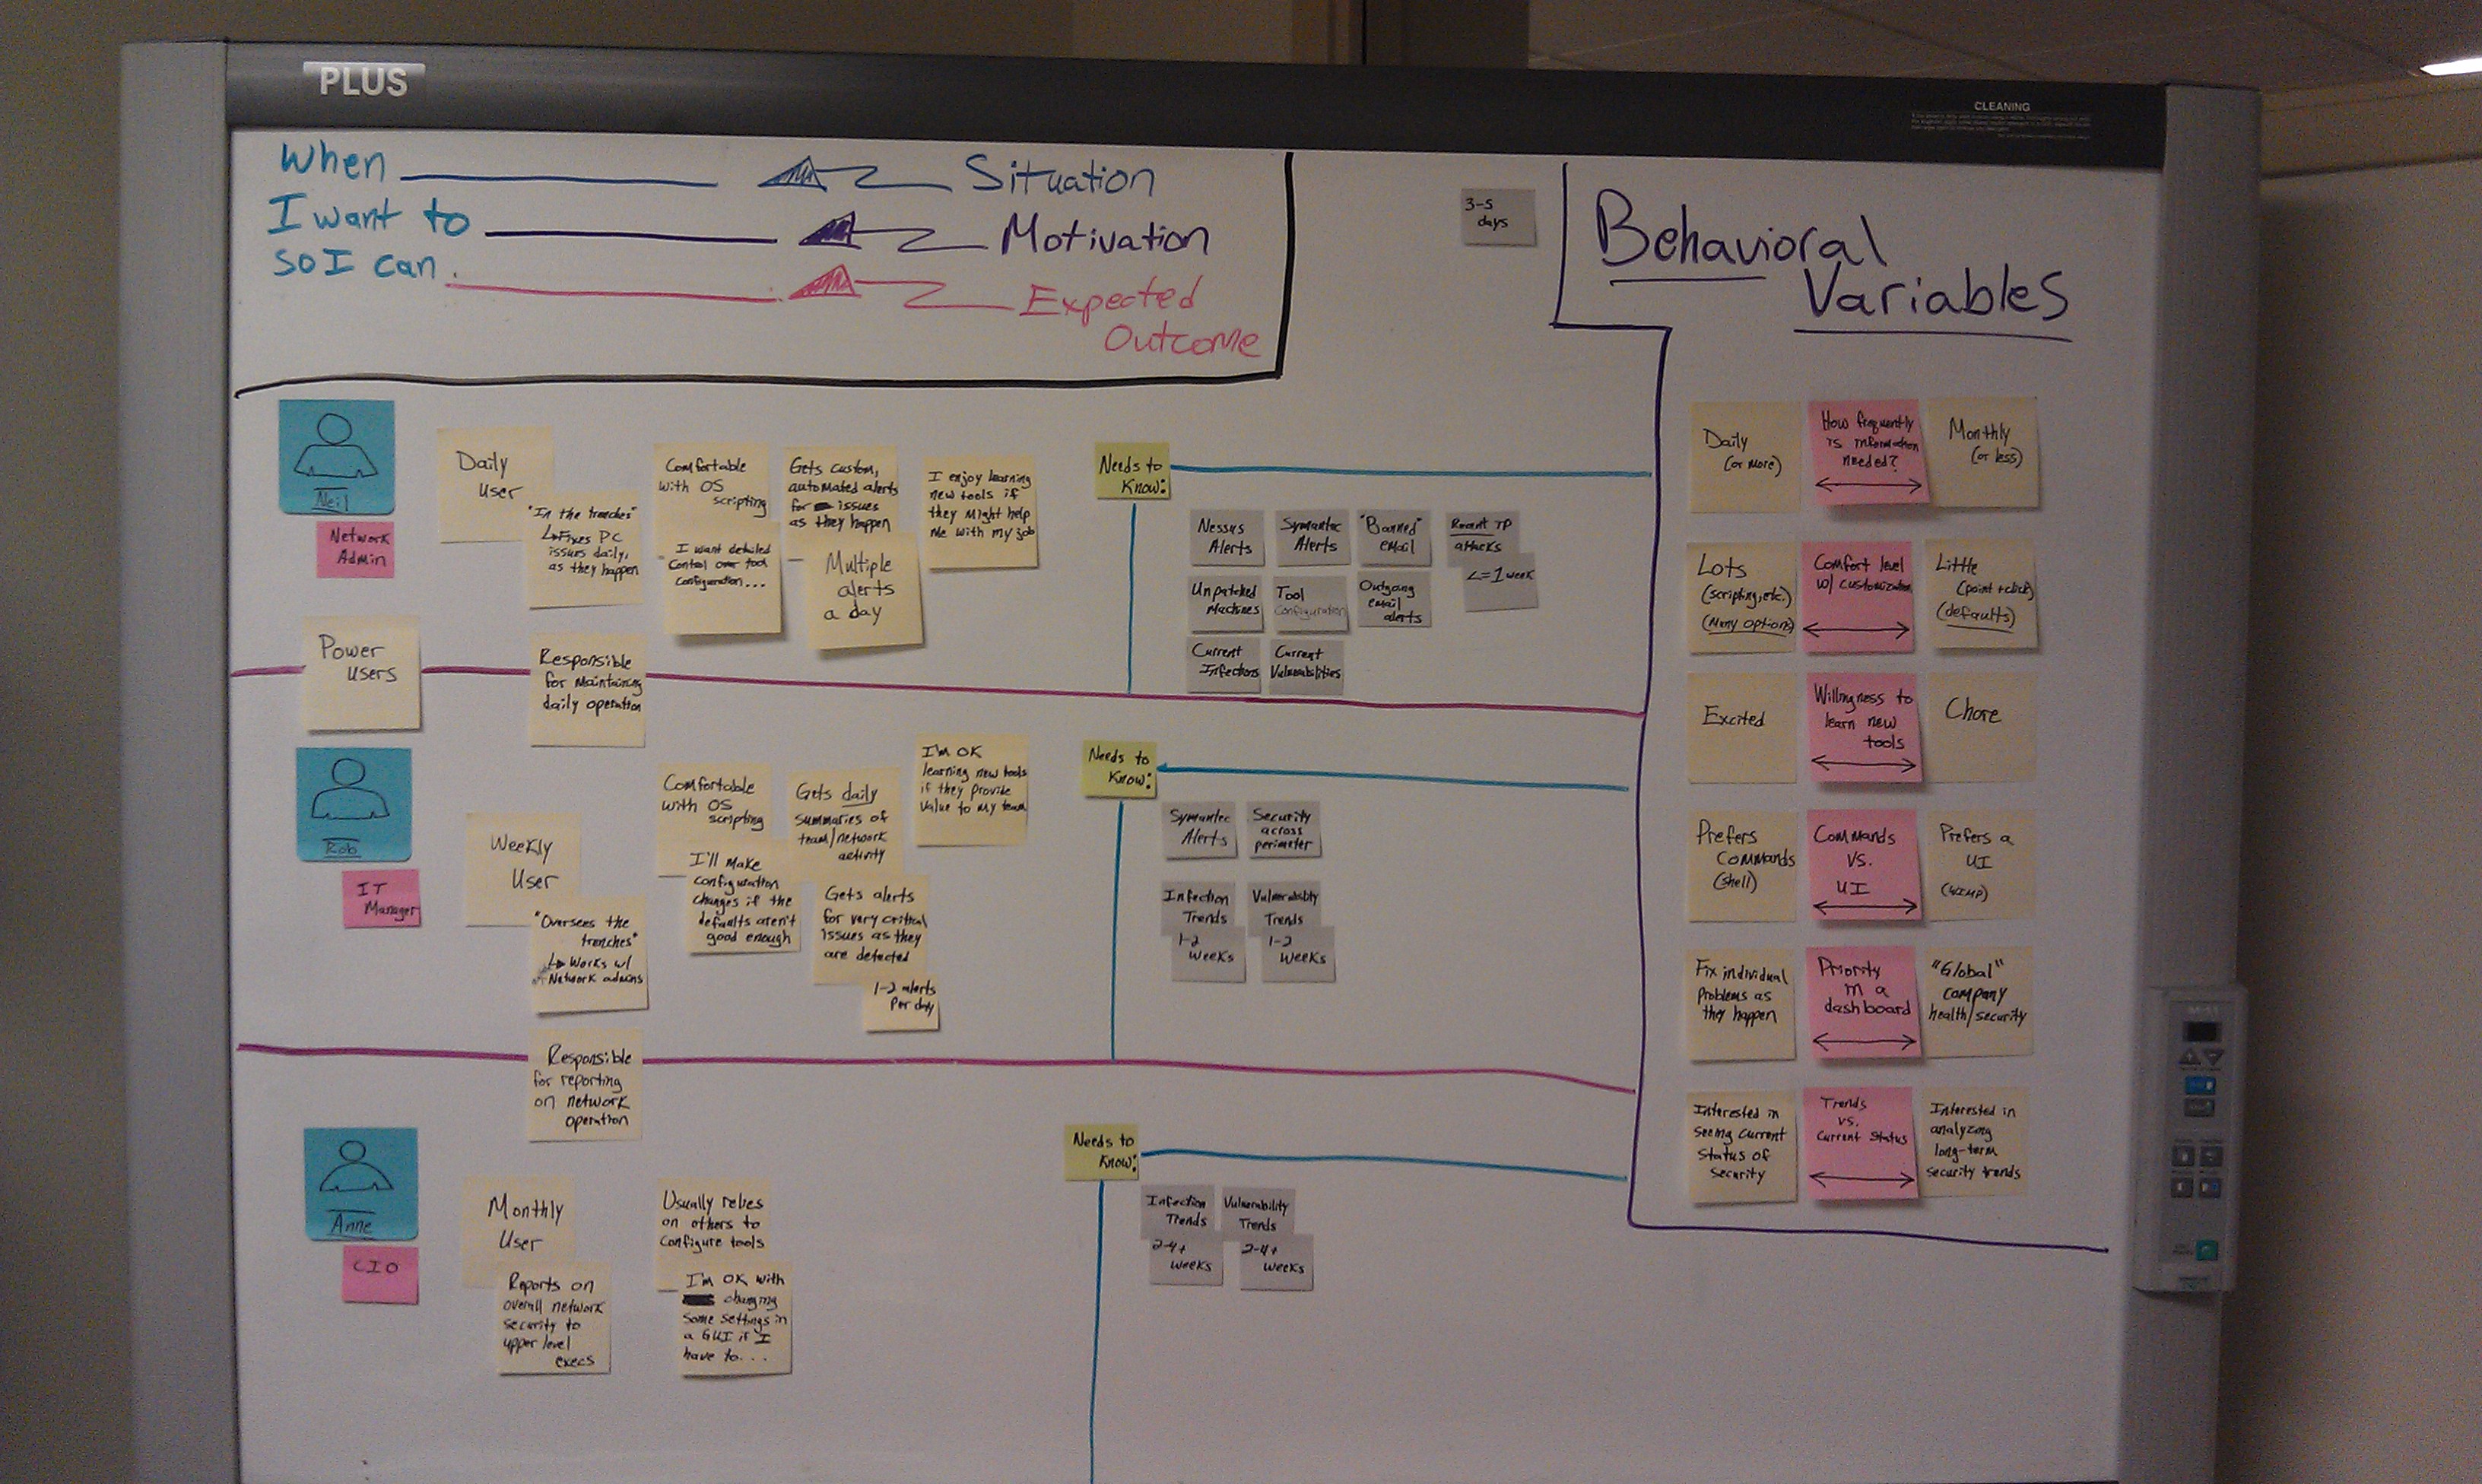 PLUS
CLEANING
When
Situation
I want to
Motivation
so I can
Expected
Outcome
3-5
days
Behavioral
Variables
Neil
Network
Admin
Daily
User
"In the trenches"
Fixes PC
issues daily,
as they happen
Comfortable
with OS
scripting
I want detailed
control over tool
configuration...
Gets custom,
automated alerts
for issues
as they happen
Multiple
alerts
a day
I enjoy learning
new tools if
they might help
me with my job
Needs to
Know:
Nessus
Alerts
Symantec
Alerts
"Banned"
email
Recent IP
attacks
<=1 week
Unpatched
Machines
Tool
Configuration
Outgoing
email
alerts
Current
Infections
Current
Vulnerabilities
Power
Users
Responsible
for maintaining
daily operation
Rob
IT
Manager
Weekly
User
"Oversees the
trenches"
Works w/
Network admins
Comfortable
with OS
scripting
I'll make
configuration
changes if the
defaults aren't
good enough
Gets daily
summaries of
team/network
activity
Gets alerts
for very critical
issues as they
are detected
1-2 alerts
per day
I'm OK
learning new tools
if they provide
value to my team
Needs to
Know:
Symantec
Alerts
Security
across
perimeter
Infection
Trends
1-2
weeks
Vulnerability
Trends
1-2
weeks
Responsible
for reporting
on network
operation
Anne
CIO
Monthly
User
Reports on
overall network
security to
upper level
execs
Usually relies
on others to
configure tools
I'm OK with
changing
some settings in
a GUI if I
have to...
Needs to
Know:
Infection
Trends
2-4+
weeks
Vulnerability
Trends
2-4+
weeks
Daily
(or more)
How frequently
is information
needed?
Monthly
(or less)
Lots
(scripting, etc.)
(many options)
Comfort level
w/ customization
Little
(point + click)
(defaults)
Excited
Willingness to
learn new
tools
Chore
Prefers
commands
(shell)
Commands
vs.
UI
Prefers a
UI
(WIMP)
Fix individual
problems as
they happen
Priority
in a
dashboard
"Global"
company
health/security
Interested in
seeing current
status of
security
Trends
vs.
Current Status
Interested in
analyzing
long-term
security trends